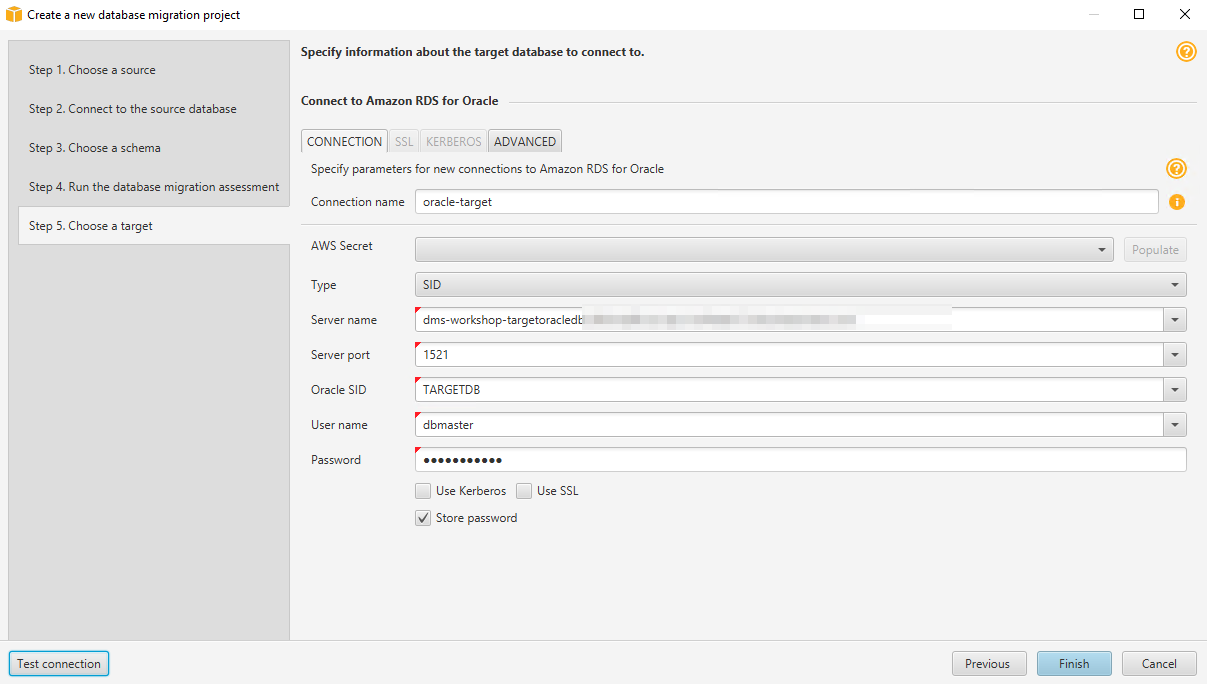 Create a new database migration project
Step 1. Choose a source
Step 2. Connect to the source database
Step 3. Choose a schema
Step 4. Run the database migration assessment
Step 5. Choose a target
Specify information about the target database to connect to.
Connect to Amazon RDS for Oracle
CONNECTION SSL KERBEROS ADVANCED
Specify parameters for new connections to Amazon RDS for Oracle
Connection name oracle-target
AWS Secret Populate
Type SID
Server name dms-workshop-targetoracledb
Server port 1521
Oracle SID TARGETDB
User name dbmaster
Password
Use Kerberos Use SSL
Store password
Test connection Previous Finish Cancel